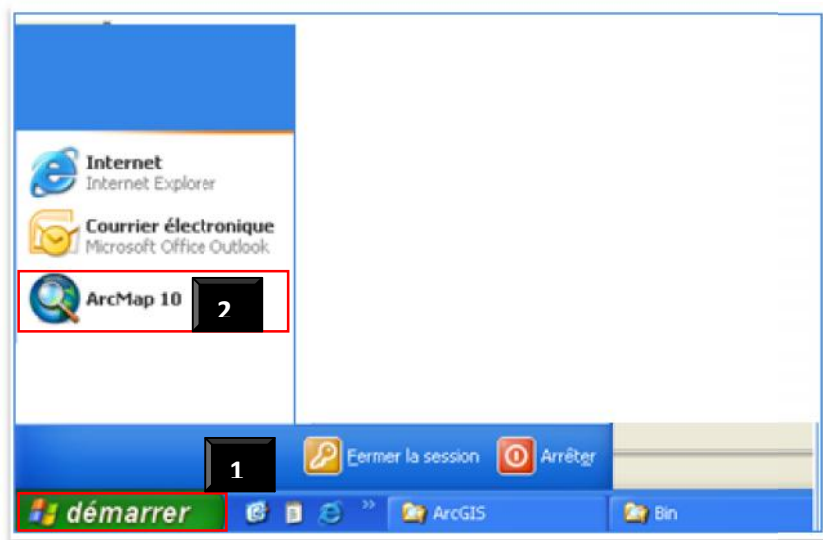 Internet
Internet Explorer
Courrier électronique
Microsoft Office Outlook
ArcMap 10
2
1
Fermer la session
Arrêter
démarrer
»
ArcGIS
Bin